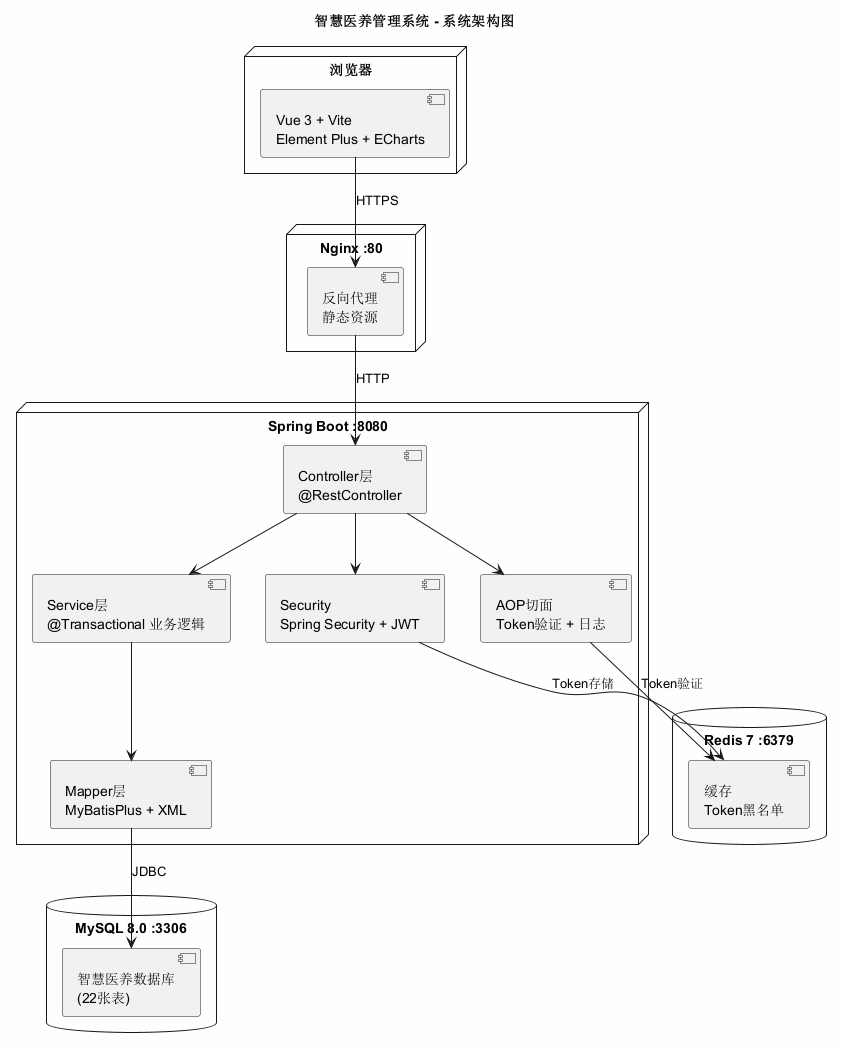 智慧医养管理系统 - 系统架构图
浏览器
Vue 3 + Vite
Element Plus + ECharts
HTTPS
Nginx :80
反向代理
静态资源
HTTP
Spring Boot :8080
Controller层
@RestController
Service层
@Transactional 业务逻辑
Security
Spring Security + JWT
AOP切面
Token验证 + 日志
Token存储
Token验证
Redis 7 :6379
缓存
Token黑名单
Mapper层
MyBatisPlus + XML
JDBC
MySQL 8.0 :3306
智慧医养数据库
(22张表)